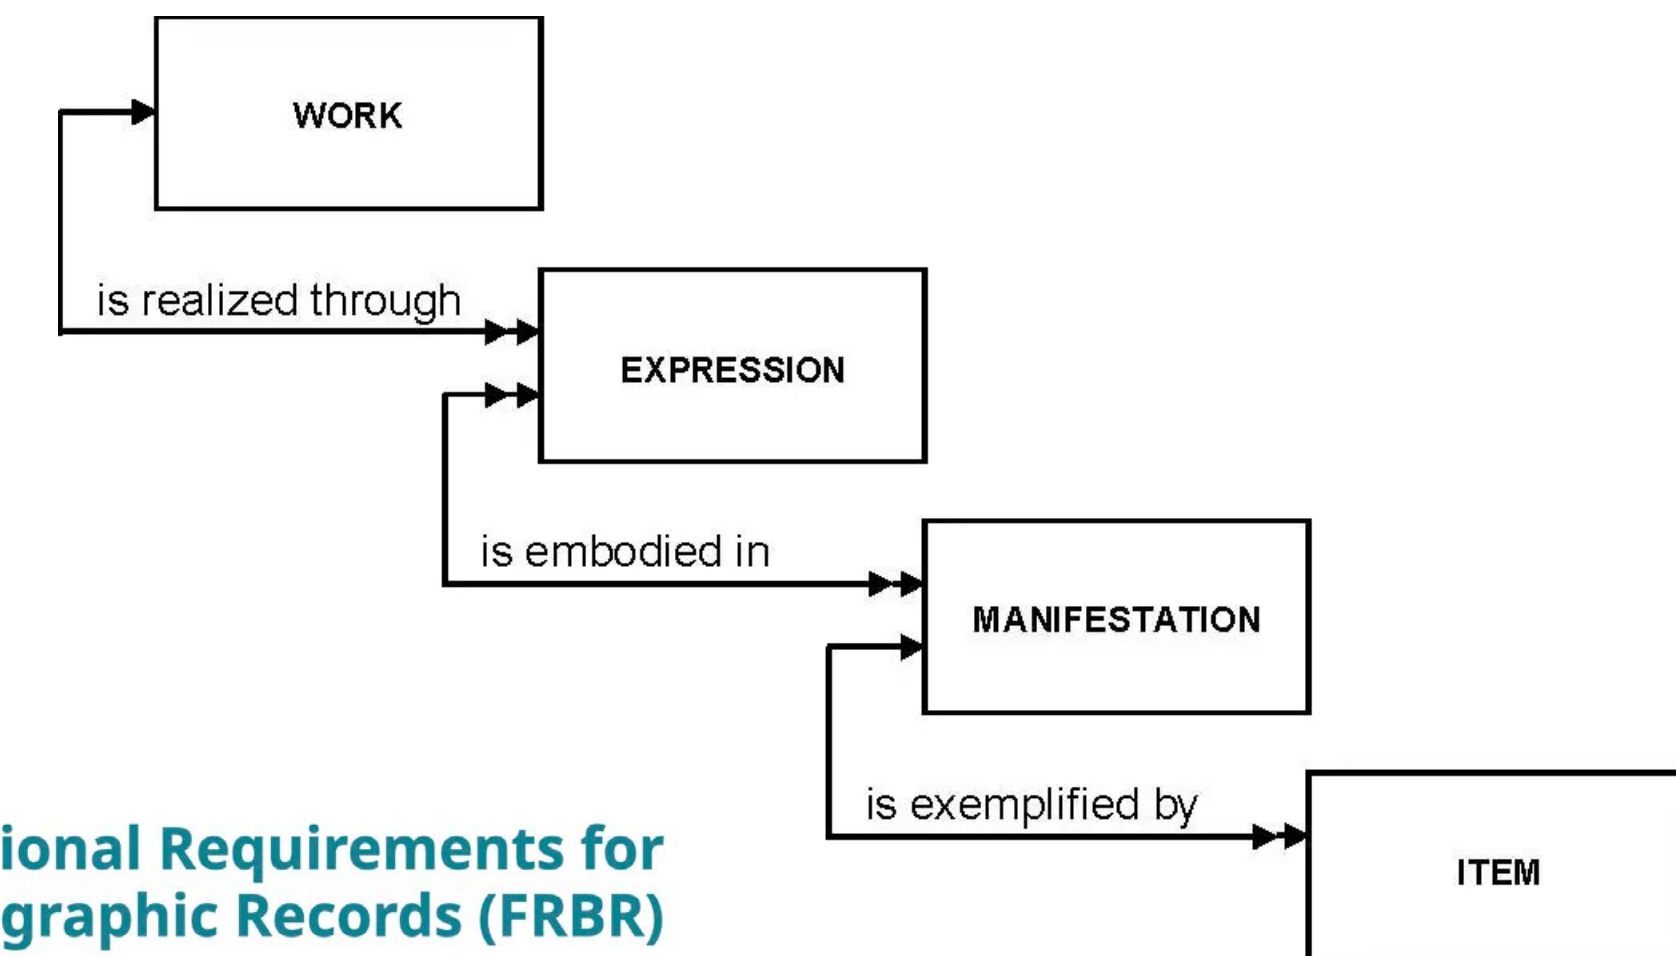 WORK
is realized through
EXPRESSION
is embodied in
MANIFESTATION
is exemplified by
ITEM
ional Requirements for
graphic Records (FRBR)